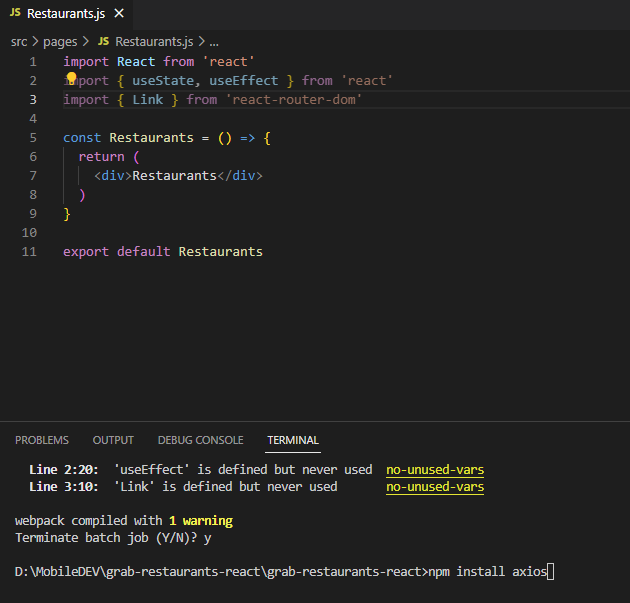 JS Restaurants.js ×
src > pages > JS Restaurants.js > ...
1 import React from 'react'
2 import { useState, useEffect } from 'react'
3 import { Link } from 'react-router-dom'
4
5 const Restaurants = () => {
6 return (
7 <div>Restaurants</div>
8 )
9 }
10
11 export default Restaurants
PROBLEMS OUTPUT DEBUG CONSOLE TERMINAL
Line 2:20: 'useEffect' is defined but never used no-unused-vars
Line 3:10: 'Link' is defined but never used no-unused-vars
webpack compiled with 1 warning
Terminate batch job (Y/N)? y
D:\MobileDEV\grab-restaurants-react\grab-restaurants-react>npm install axios